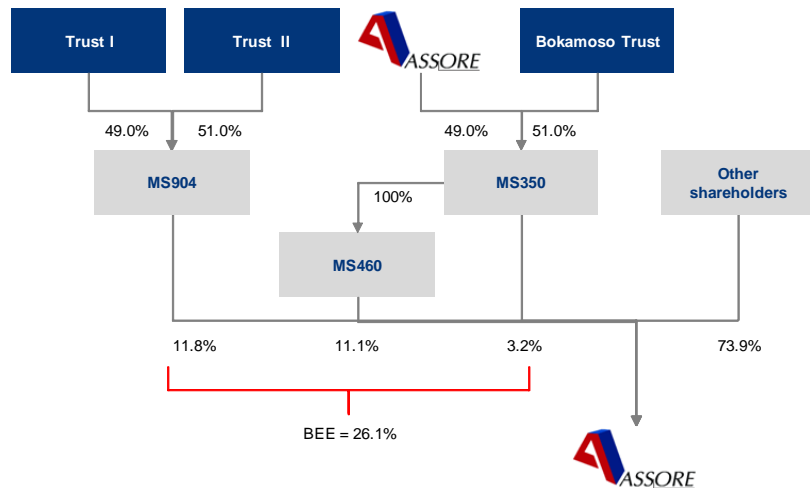 Trust I
Trust II
ASSORE
Bokamoso Trust
49.0%
51.0%
49.0%
51.0%
MS904
MS350
Other
shareholders
100%
MS460
11.8%
11.1%
3.2%
73.9%
BEE = 26.1%
ASSORE